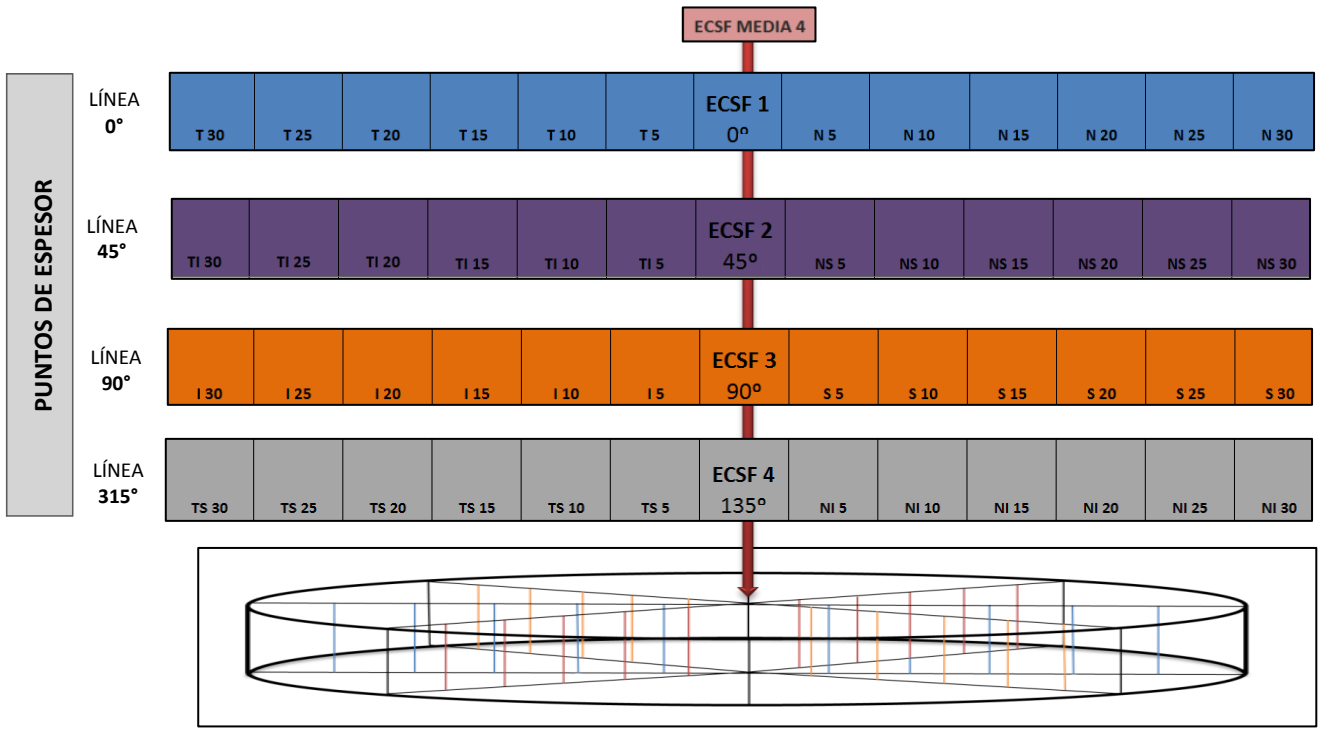 ECSF MEDIA 4
PUNTOS DE ESPESOR
LÍNEA
0°
T 30 T 25 T 20 T 15 T 10 T 5 ECSF 1 0º N 5 N 10 N 15 N 20 N 25 N 30
LÍNEA
45°
TI 30 TI 25 TI 20 TI 15 TI 10 TI 5 ECSF 2 45º NS 5 NS 10 NS 15 NS 20 NS 25 NS 30
LÍNEA
90°
I 30 I 25 I 20 I 15 I 10 I 5 ECSF 3 90º S 5 S 10 S 15 S 20 S 25 S 30
LÍNEA
315°
TS 30 TS 25 TS 20 TS 15 TS 10 TS 5 ECSF 4 135º NI 5 NI 10 NI 15 NI 20 NI 25 NI 30